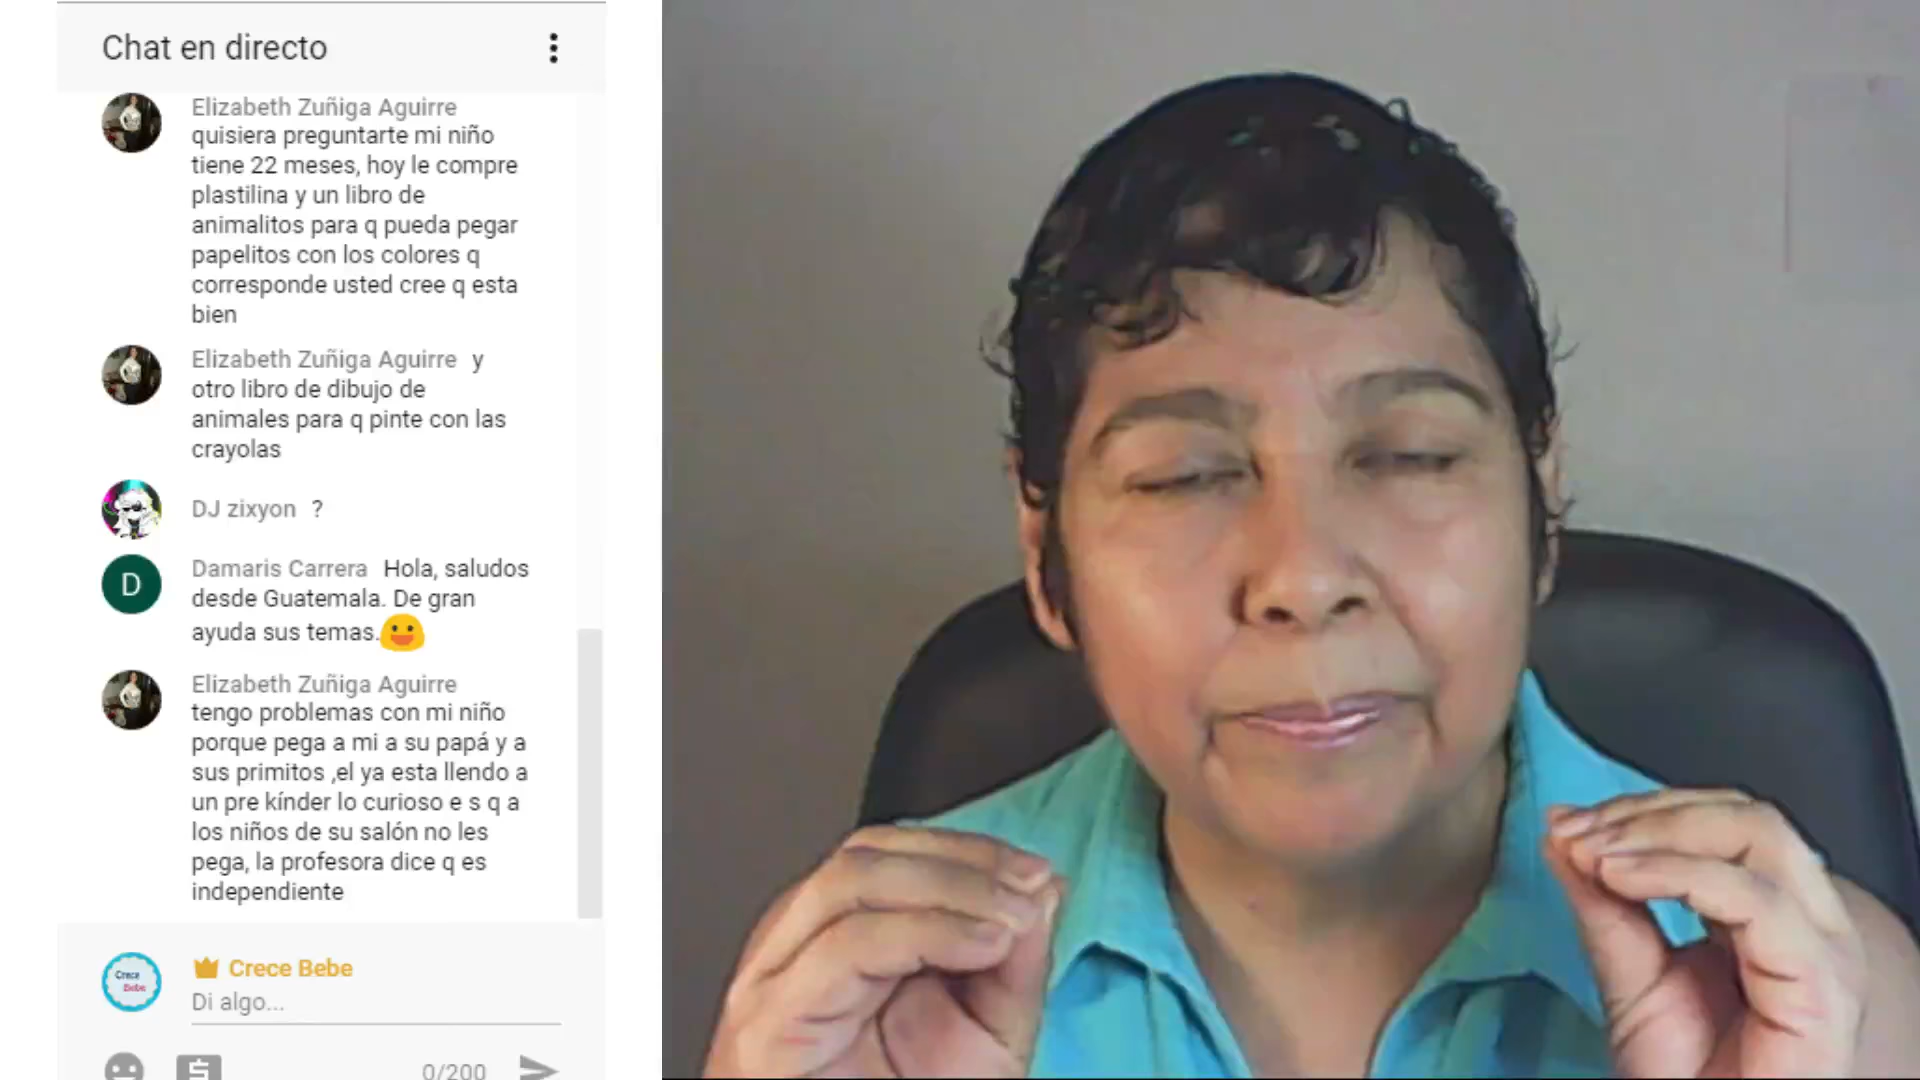 Chat en directo
Elizabeth Zuñiga Aguirre
quisiera preguntarte mi niño
tiene 22 meses, hoy le compre
plastilina y un libro de
animalitos para q pueda pegar
papelitos con los colores q
corresponde usted cree q esta
bien
Elizabeth Zuñiga Aguirre y
otro libro de dibujo de
animales para q pinte con las
crayolas
DJ zixyon ?
D
Damaris Carrera Hola, saludos
desde Guatemala. De gran
ayuda sus temas.
Elizabeth Zuñiga Aguirre
tengo problemas con mi niño
porque pega a mi a su papá y a
sus primitos ,el ya esta llendo a
un pre kínder lo curioso e s q a
los niños de su salón no les
pega, la profesora dice q es
independiente
Crece
Bebe
Crece Bebe
Di algo...
$
0/200